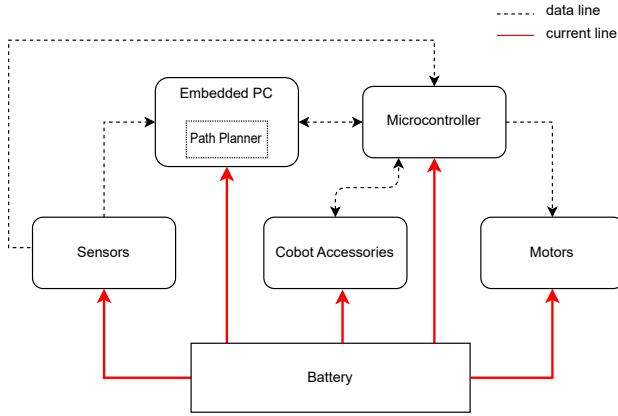 data line
current line
Embedded PC
Path Planner
Microcontroller
Sensors
Cobot Accessories
Motors
Battery